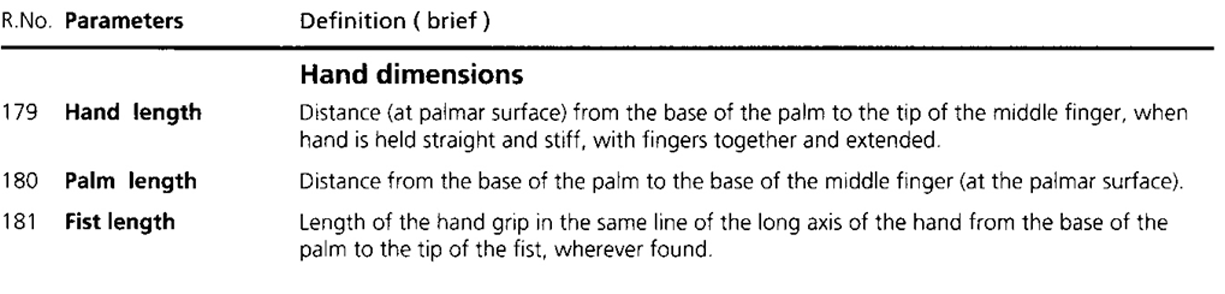 R.No. Parameters Definition ( brief )
Hand dimensions
179 Hand length Distance (at palmar surface) from the base of the palm to the tip of the middle finger, when
hand is held straight and stiff, with fingers together and extended.
180 Palm length Distance from the base of the palm to the base of the middle finger (at the palmar surface).
181 Fist length Length of the hand grip in the same line of the long axis of the hand from the base of the
palm to the tip of the fist, wherever found.